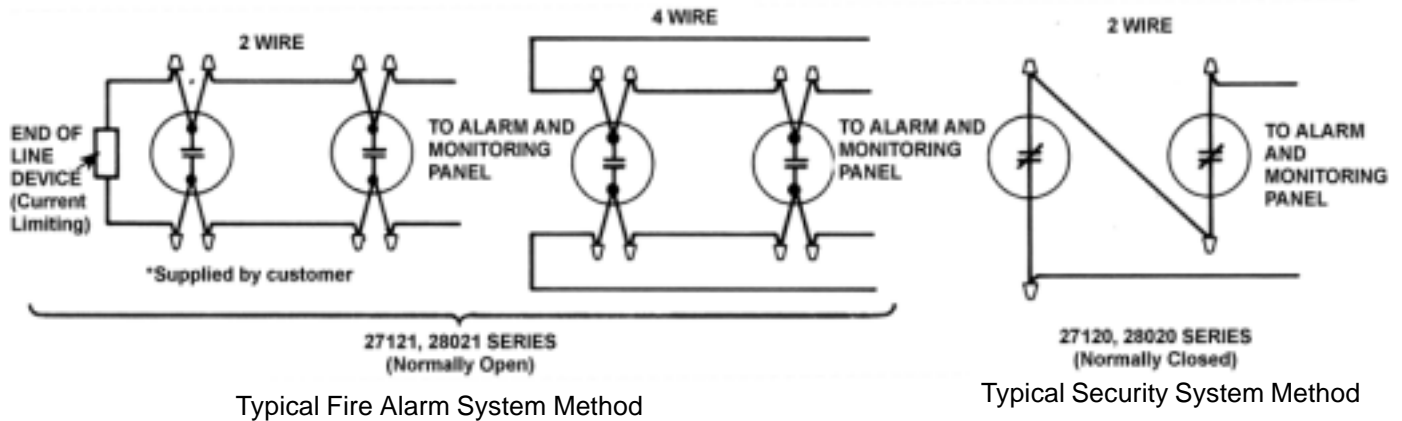 2 WIRE
END OF
LINE
DEVICE
(Current
Limiting)
TO ALARM AND
MONITORING
PANEL
*Supplied by customer
4 WIRE
TO ALARM AND
MONITORING
PANEL
27121, 28021 SERIES
(Normally Open)
Typical Fire Alarm System Method
2 WIRE
TO ALARM
AND
MONITORING
PANEL
27120, 28020 SERIES
(Normally Closed)
Typical Security System Method